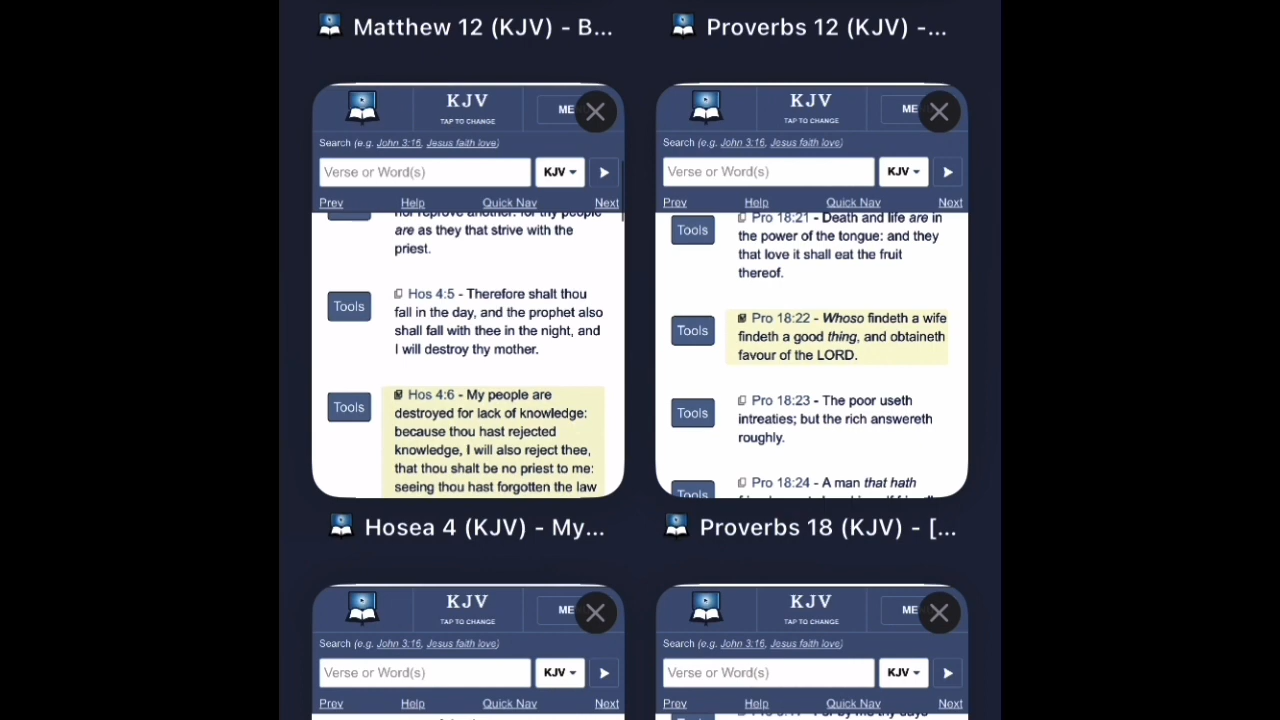 Matthew 12 (KJV) - B...
Proverbs 12 (KJV) -...
KJV
TAP TO CHANGE
ME
Search (e.g. John 3:16, Jesus faith love)
Verse or Word(s)
KJV
Prev Help Quick Nav Next
nor reprove another: for thy people
are as they that strive with the
priest.
Tools
Hos 4:5 - Therefore shalt thou
fall in the day, and the prophet also
shall fall with thee in the night, and
I will destroy thy mother.
Tools
Hos 4:6 - My people are
destroyed for lack of knowledge:
because thou hast rejected
knowledge, I will also reject thee,
that thou shalt be no priest to me:
seeing thou hast forgotten the law
KJV
TAP TO CHANGE
ME
Search (e.g. John 3:16, Jesus faith love)
Verse or Word(s)
KJV
Prev Help Quick Nav Next
Tools
Pro 18:21 - Death and life are in
the power of the tongue: and they
that love it shall eat the fruit
thereof.
Tools
Pro 18:22 - Whoso findeth a wife
findeth a good thing, and obtaineth
favour of the LORD.
Tools
Pro 18:23 - The poor useth
intreaties; but the rich answereth
roughly.
Tools
Pro 18:24 - A man that hath
Hosea 4 (KJV) - My...
Proverbs 18 (KJV) - [...
KJV
TAP TO CHANGE
ME
Search (e.g. John 3:16, Jesus faith love)
Verse or Word(s)
KJV
Prev Help Quick Nav Next
KJV
TAP TO CHANGE
ME
Search (e.g. John 3:16, Jesus faith love)
Verse or Word(s)
KJV
Prev Help Quick Nav Next